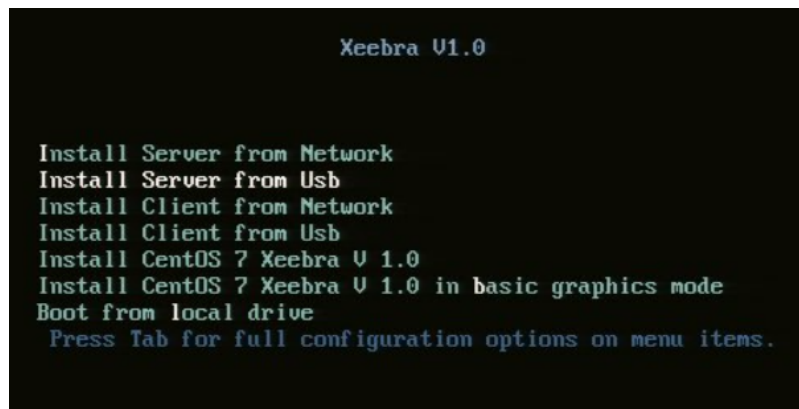 Xeebra V1.0
Install Server from Network
Install Server from Usb
Install Client from Network
Install Client from Usb
Install CentOS 7 Xeebra V 1.0
Install CentOS 7 Xeebra V 1.0 in basic graphics mode
Boot from local drive
Press Tab for full configuration options on menu items.